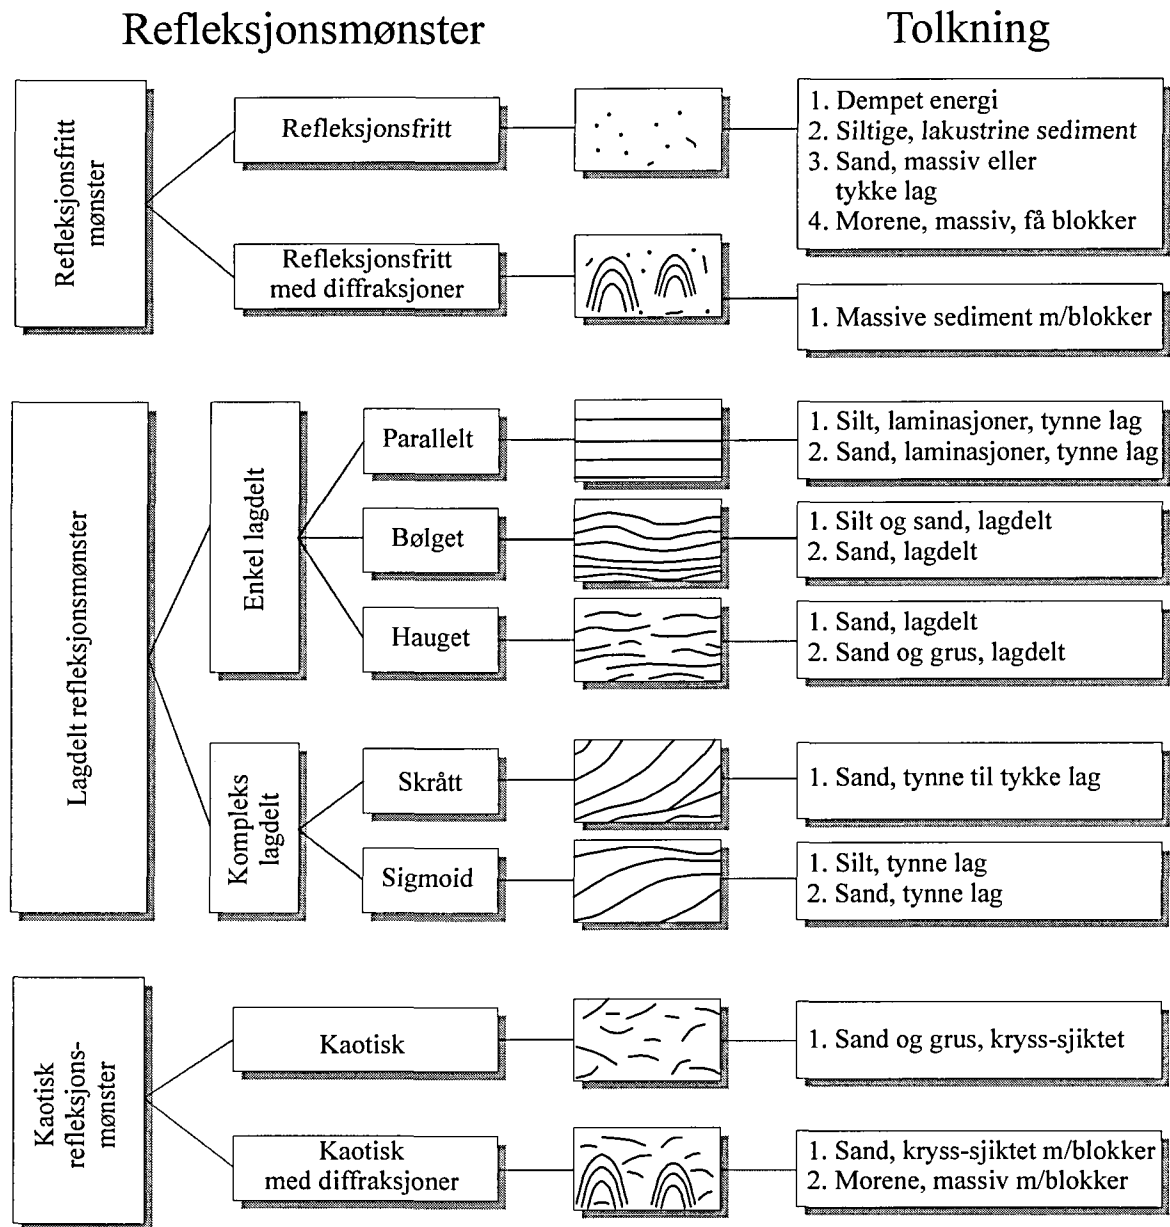 Refleksjonsmønster
Tolkning
Refleksjonsfritt
mønster
Refleksjonsfritt
1. Dempet energi
2. Siltige, lakustrine sediment
3. Sand, massiv eller
tykke lag
4. Morene, massiv, få blokker
Refleksjonsfritt
med diffraksjoner
1. Massive sediment m/blokker
Lagdelt refleksjonsmønster
Enkel lagdelt
Parallelt
1. Silt, laminasjoner, tynne lag
2. Sand, laminasjoner, tynne lag
Bølget
1. Silt og sand, lagdelt
2. Sand, lagdelt
Hauget
1. Sand, lagdelt
2. Sand og grus, lagdelt
Kompleks
lagdelt
Skrått
1. Sand, tynne til tykke lag
Sigmoid
1. Silt, tynne lag
2. Sand, tynne lag
Kaotisk
refleksjons-
mønster
Kaotisk
1. Sand og grus, kryss-sjiktet
Kaotisk
med diffraksjoner
1. Sand, kryss-sjiktet m/blokker
2. Morene, massiv m/blokker